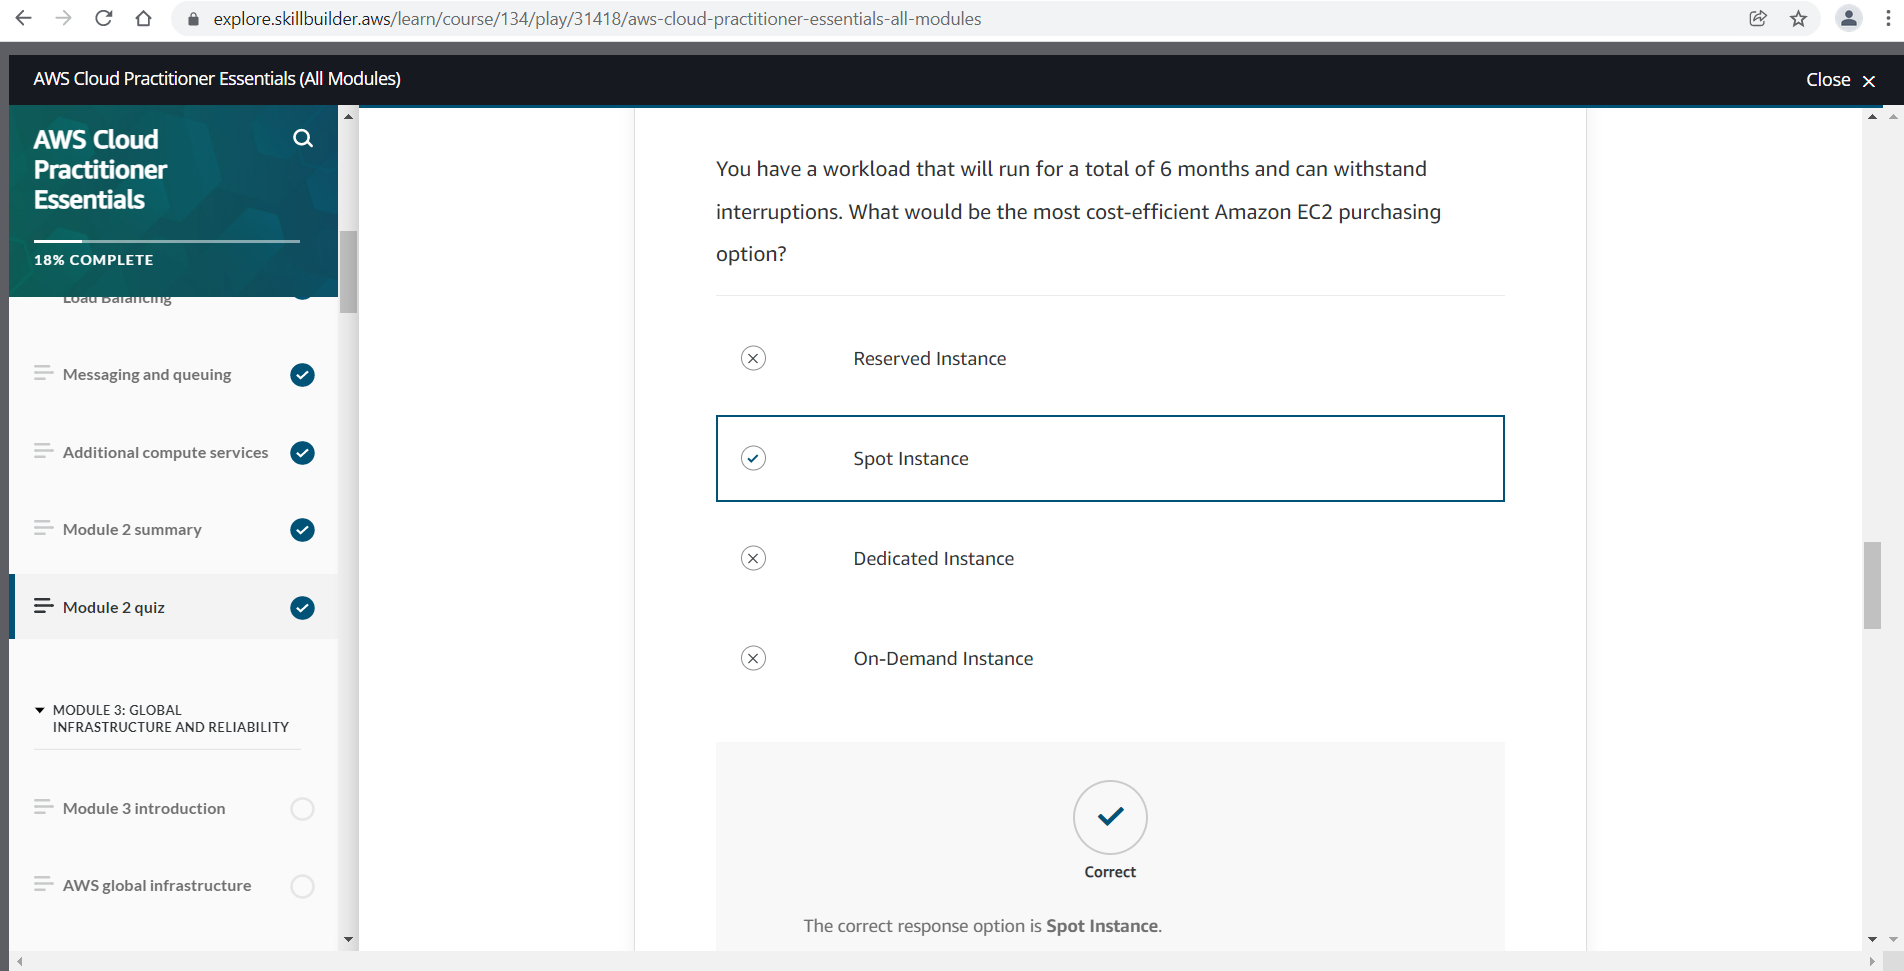 explore.skillbuilder.aws/learn/course/134/play/31418/aws-cloud-practitioner-essentials-all-modules
AWS Cloud Practitioner Essentials (All Modules)
Close
AWS Cloud
Practitioner
Essentials
18% COMPLETE
Load Balancing
Messaging and queuing
Additional compute services
Module 2 summary
Module 2 quiz
MODULE 3: GLOBAL
INFRASTRUCTURE AND RELIABILITY
Module 3 introduction
AWS global infrastructure
You have a workload that will run for a total of 6 months and can withstand
interruptions. What would be the most cost-efficient Amazon EC2 purchasing
option?
Reserved Instance
Spot Instance
Dedicated Instance
On-Demand Instance
Correct
The correct response option is Spot Instance.